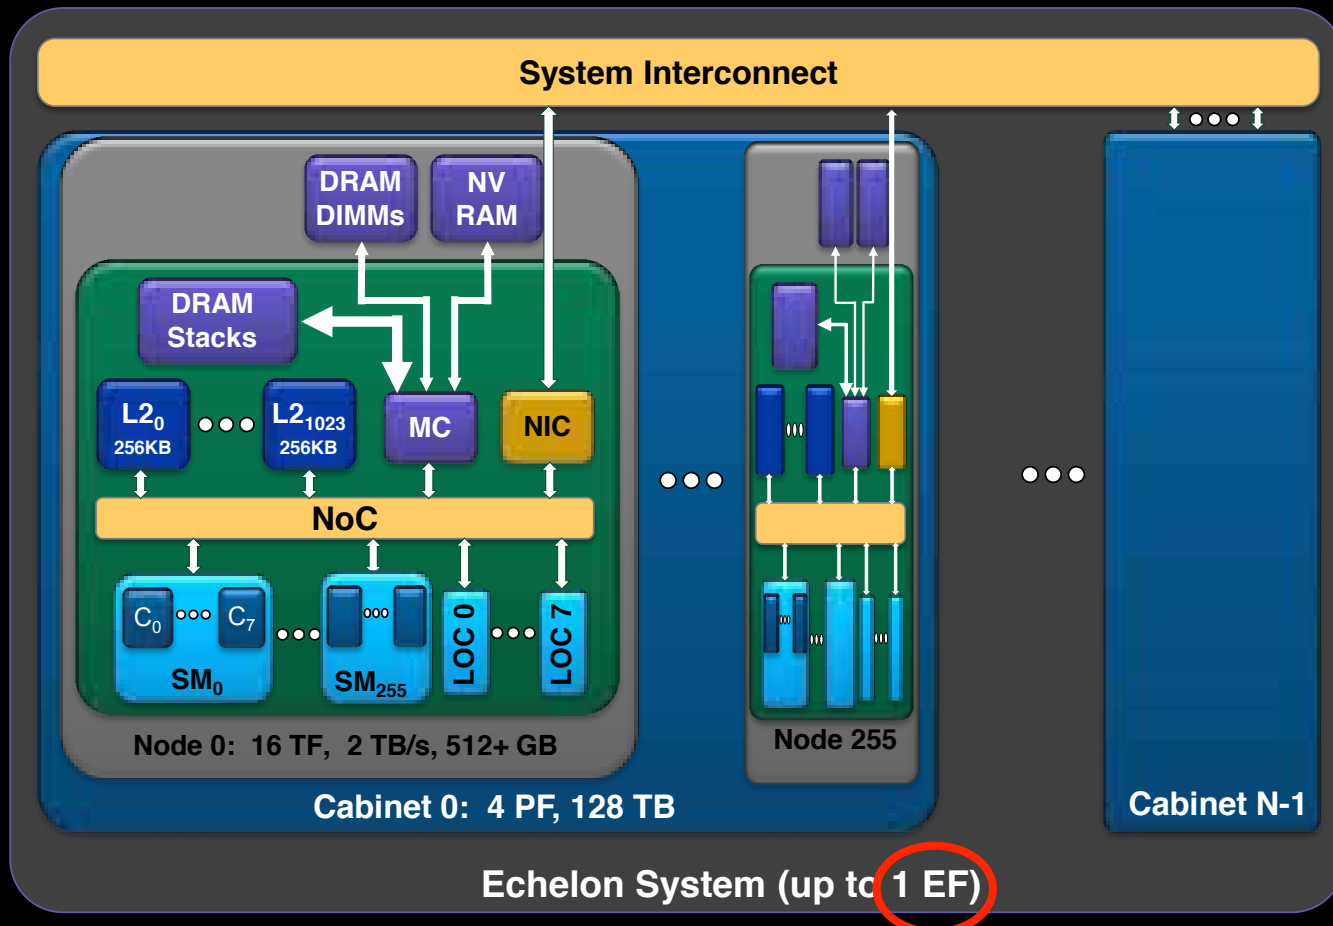 System Interconnect
DRAM
DIMMs
NV
RAM
DRAM
Stacks
L2₀
256KB
L2₁₀₂₃
256KB
MC
NIC
NoC
C₀
C₇
SM₀
SM₂₅₅
LOC 0
LOC 7
Node 0: 16 TF, 2 TB/s, 512+ GB
Node 255
Cabinet 0: 4 PF, 128 TB
Cabinet N-1
Echelon System (up to 1 EF)